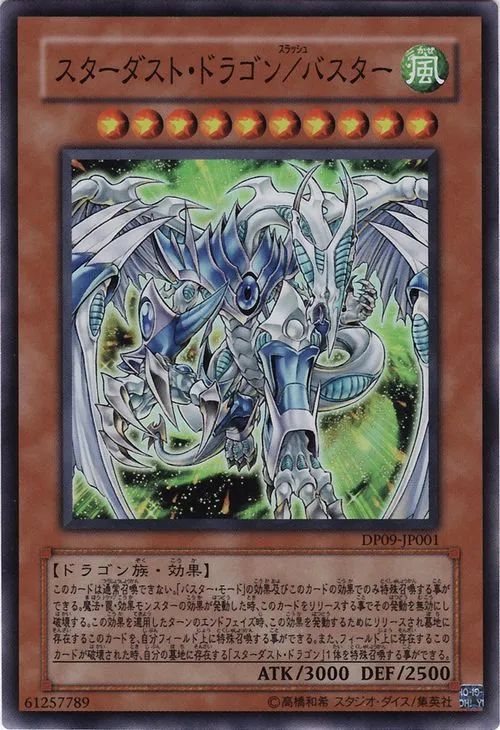 スラッシュ
スターダスト・ドラゴン／バスター
かぜ
風
DP09-JP001
【ドラゴン族・効果】
このカードは通常召喚できない。「バスター・モード」の効果及びこのカードの効果でのみ特殊召喚する事が
できる。魔法・罠・効果モンスターの効果が発動した時、このカードをリリースする事でその発動を無効にし
破壊する。この効果を適用したターンのエンドフェイズ時、この効果を発動するためにリリースされ墓地に
存在するこのカードを、自分フィールド上に特殊召喚する事ができる。また、フィールド上に存在するこの
カードが破壊された時、自分の墓地に存在する「スターダスト・ドラゴン」1体を特殊召喚する事ができる。
ATK/3000 DEF/2500
61257789
©高橋和希 スタジオ・ダイス/集英社